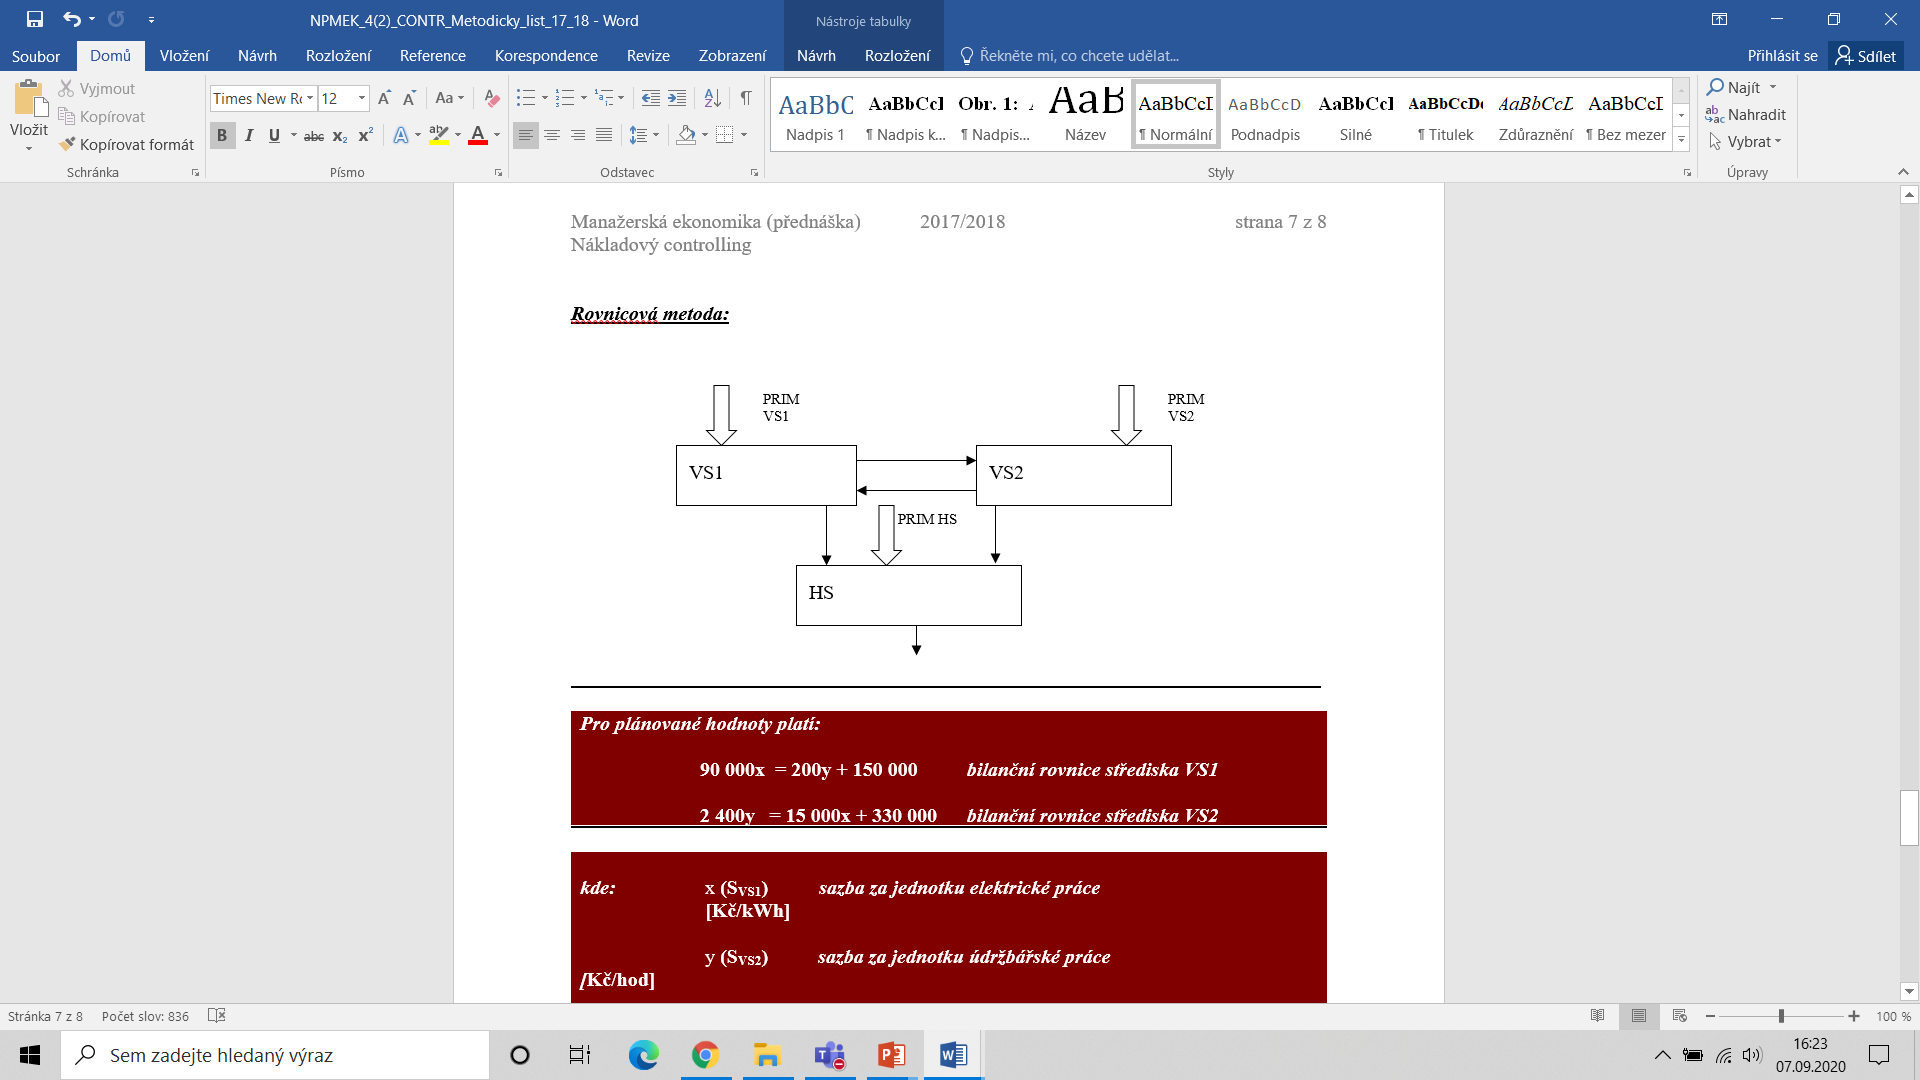 NPMEK_4(2)_CONTR_Metodicky_list_17_18 - Word
Nástroje tabulky
Soubor
Domů
Vložení
Návrh
Rozložení
Reference
Korespondence
Revize
Zobrazení
Návrh
Rozložení
Řekněte mi, co chcete udělat...
Přihlásit se
Sdílet
Vložit
Vyjmout
Kopírovat
Kopírovat formát
Schránka
Times New Rc
12
Písmo
Odstavec
AaBbC
AaBbCcI
Obr. 1:
AaB
AaBbCcI
AaBbCcD
AaBbCcI
AaBbCcDd
AaBbCcL
AaBbCcI
Nadpis 1
¶ Nadpis k...
¶ Nadpis...
Název
¶ Normální
Podnadpis
Silné
¶ Titulek
Zdůraznění
¶ Bez mezer
Styly
Najít
Nahradit
Vybrat
Úpravy
Manažerská ekonomika (přednáška) 2017/2018 strana 7 z 8
Nákladový controlling
Rovnicová metoda:
PRIM
VS1
PRIM
VS2
VS1
VS2
PRIM HS
HS
Pro plánované hodnoty platí:
90 000x = 200y + 150 000 bilanční rovnice střediska VS1
2 400y = 15 000x + 330 000 bilanční rovnice střediska VS2
kde: x (SVS1) sazba za jednotku elektrické práce
[Kč/kWh]
y (SVS2) sazba za jednotku údržbářské práce
[Kč/hod]
Stránka 7 z 8
Počet slov: 836
100 %
Sem zadejte hledaný výraz
16:23
07.09.2020